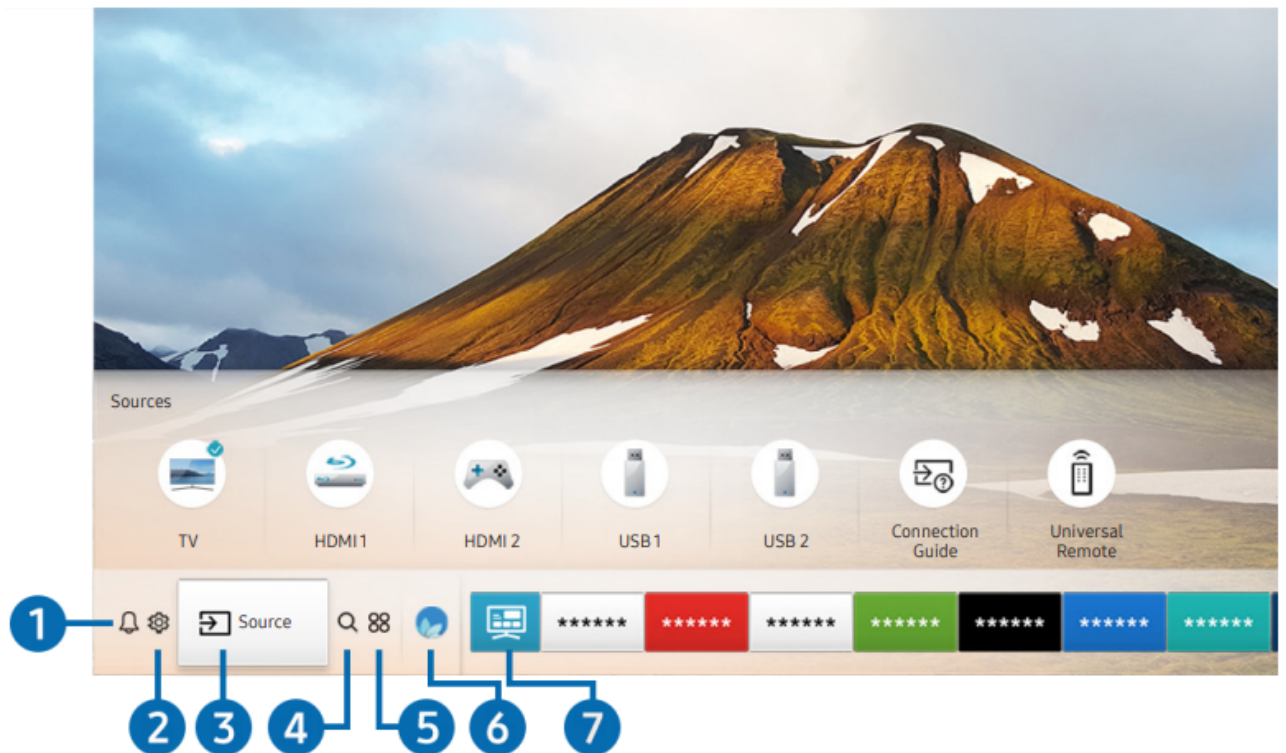 Sources
TV
HDMI 1
HDMI 2
USB 1
USB 2
Connection
Guide
Universal
Remote
1
Source
******
******
******
******
******
******
******
2
3
4
5
6
7